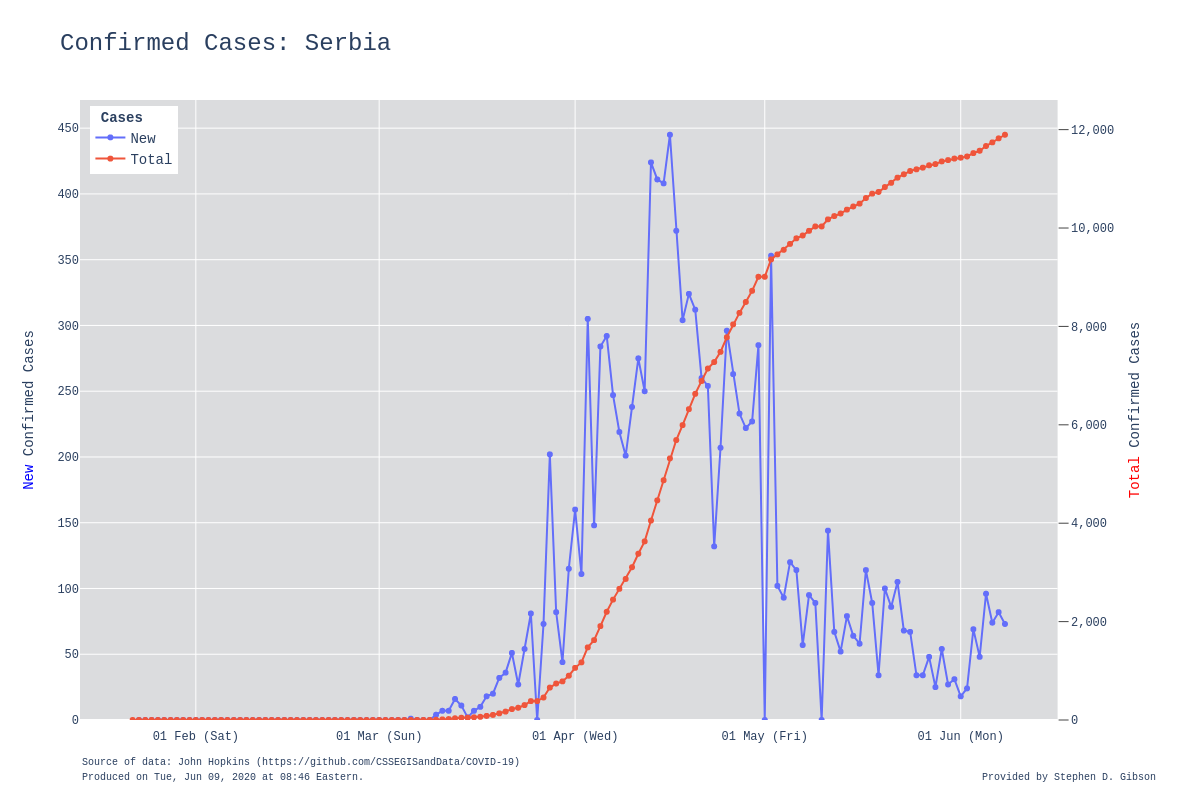 Confirmed Cases: Serbia
Cases
New
Total
450
400
350
300
250
200
150
100
50
0
12,000
10,000
8,000
6,000
4,000
2,000
0
New Confirmed Cases
Total Confirmed Cases
01 Feb (Sat) 01 Mar (Sun) 01 Apr (Wed) 01 May (Fri) 01 Jun (Mon)
Source of data: John Hopkins (https://github.com/CSSEGISandData/COVID-19)
Produced on Tue, Jun 09, 2020 at 08:46 Eastern.
Provided by Stephen D. Gibson